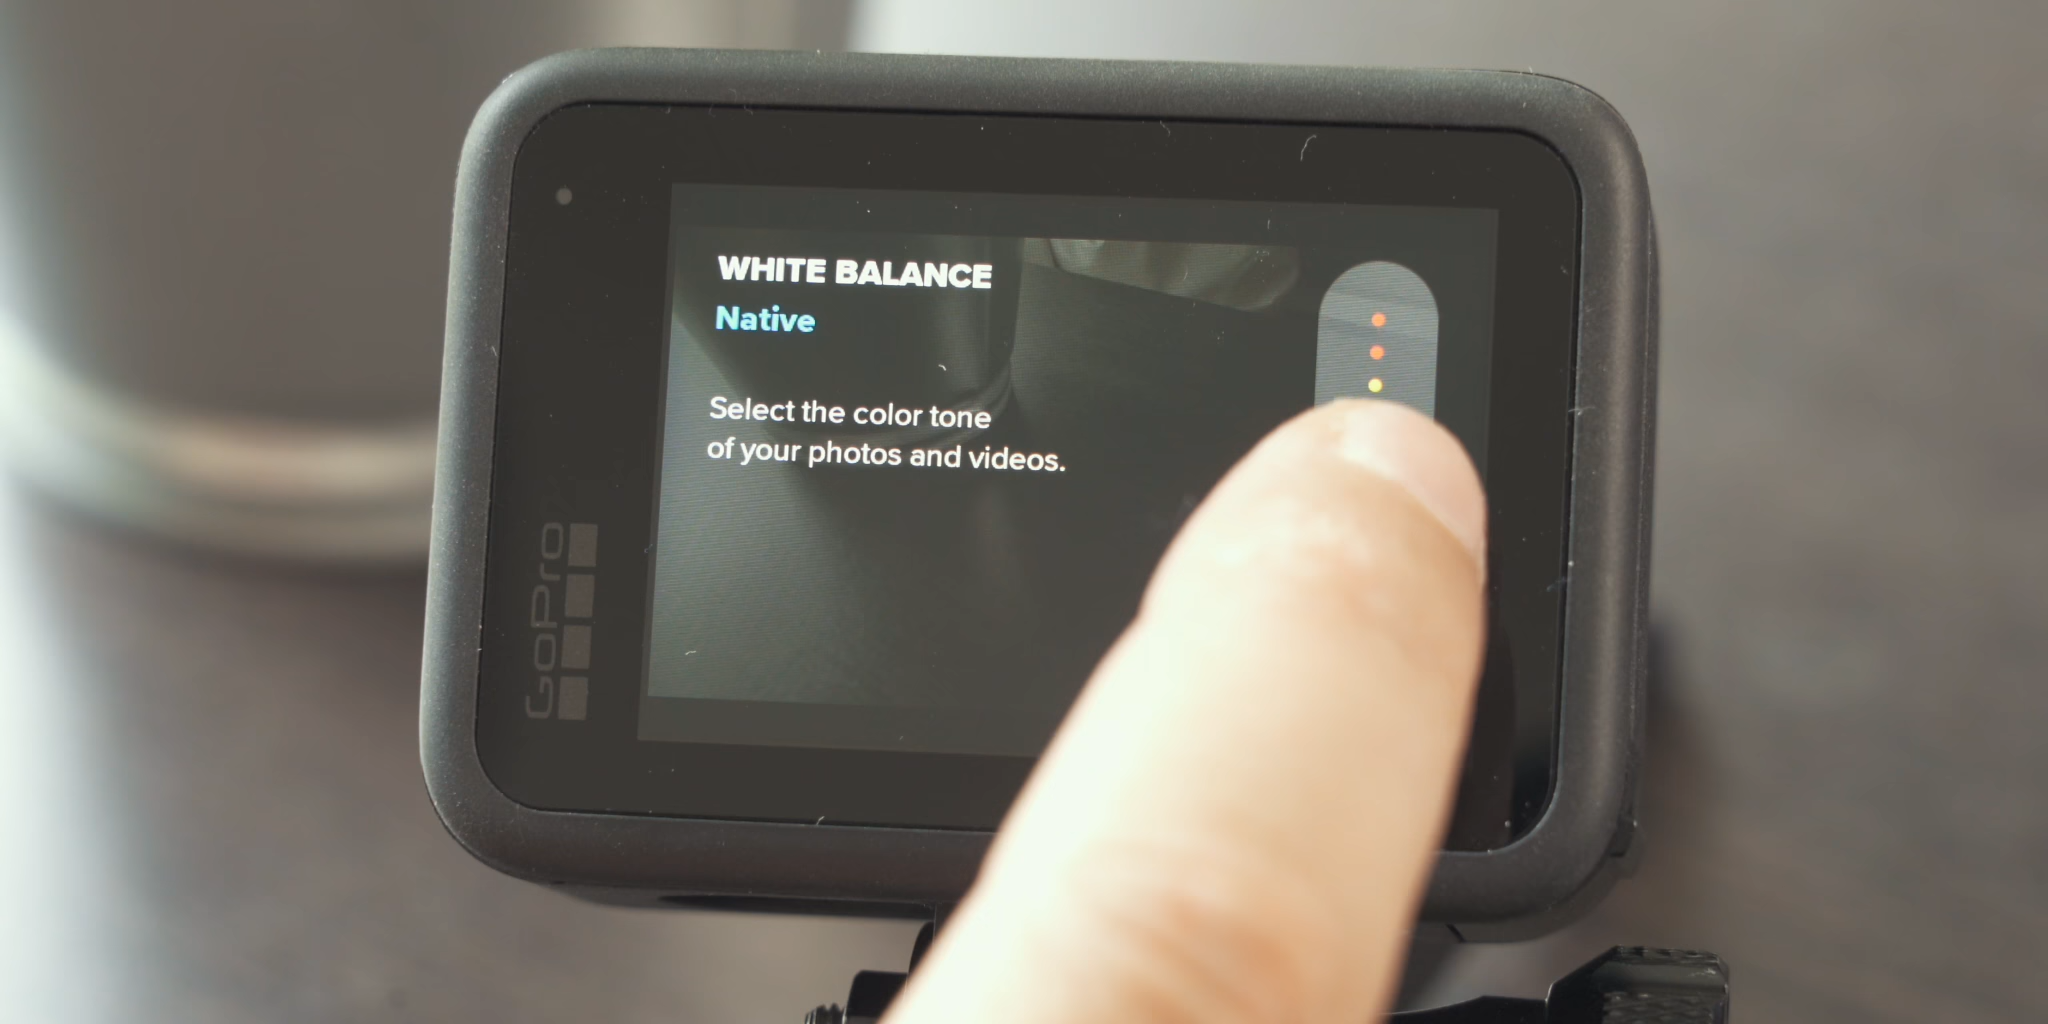 WHITE BALANCE
Native
Select the color tone
of your photos and videos.
GoPro